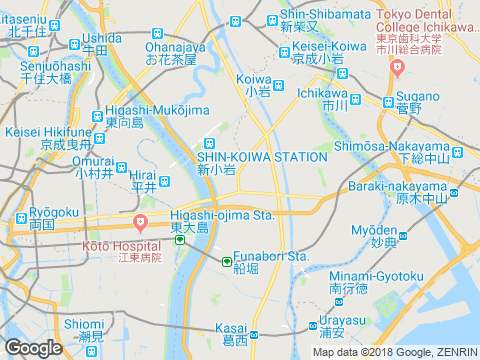 Kitasenju
北千住
Ushida
牛田
Ohanajaya
お花茶屋
Shin-Shibamata
新柴又
Tokyo Dental
College Ichikawa...
東京歯科大学
市川総合病院
Keisei-Koiwa
京成小岩
Senjuōhashi
千住大橋
Koiwa
小岩
Ichikawa
市川
Sugano
菅野
Higashi-Mukōjima
東向島
Keisei Hikifune
京成曳舟
SHIN-KOIWA STATION
新小岩
Shimōsa-Nakayama
下総中山
Omurai
小村井
Hirai
平井
Baraki-nakayama
原木中山
Ryōgoku
両国
Higashi-ojima Sta.
東大島
Kōtō Hospital
江東病院
Myōden
妙典
Funabori Sta.
船堀
Minami-Gyotoku
南行徳
Shiomi
潮見
Kasai
葛西
Urayasu
浦安
Google
Map data ©2018 Google, ZENRIN